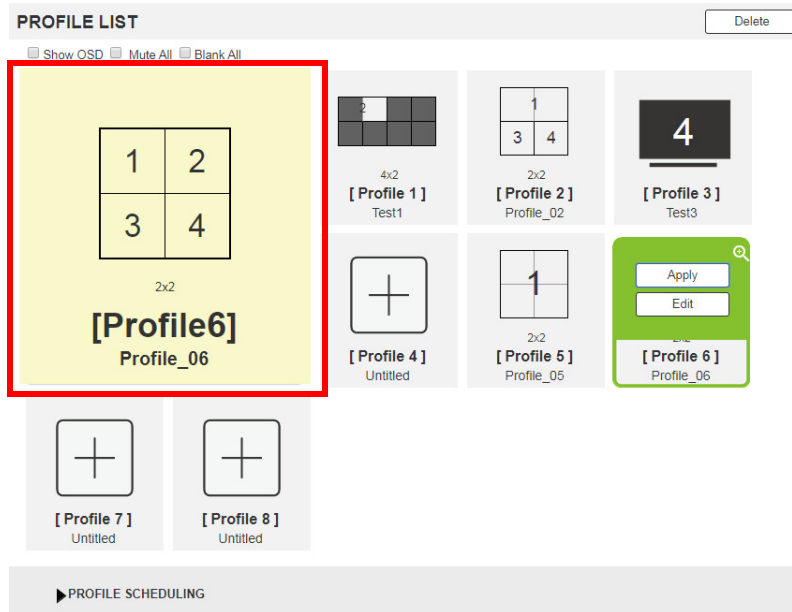 PROFILE LIST
Delete
Show OSD Mute All Blank All
1 2
3 4
2x2
[Profile6]
Profile_06
2
4x2
[ Profile 1 ]
Test1
1
3 4
2x2
[ Profile 2 ]
Profile_02
4
[ Profile 3 ]
Test3
[ Profile 4 ]
Untitled
1
2x2
[ Profile 5 ]
Profile_05
Apply
Edit
2x2
[ Profile 6 ]
Profile_06
[ Profile 7 ]
Untitled
[ Profile 8 ]
Untitled
PROFILE SCHEDULING